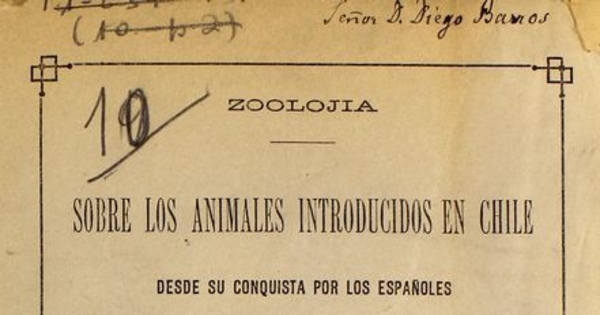 (10-p-2)
Señor D. Diego Barros
10
ZOOLOJIA
SOBRE LOS ANIMALES INTRODUCIDOS EN CHILE
DESDE SU CONQUISTA POR LOS ESPAÑOLES